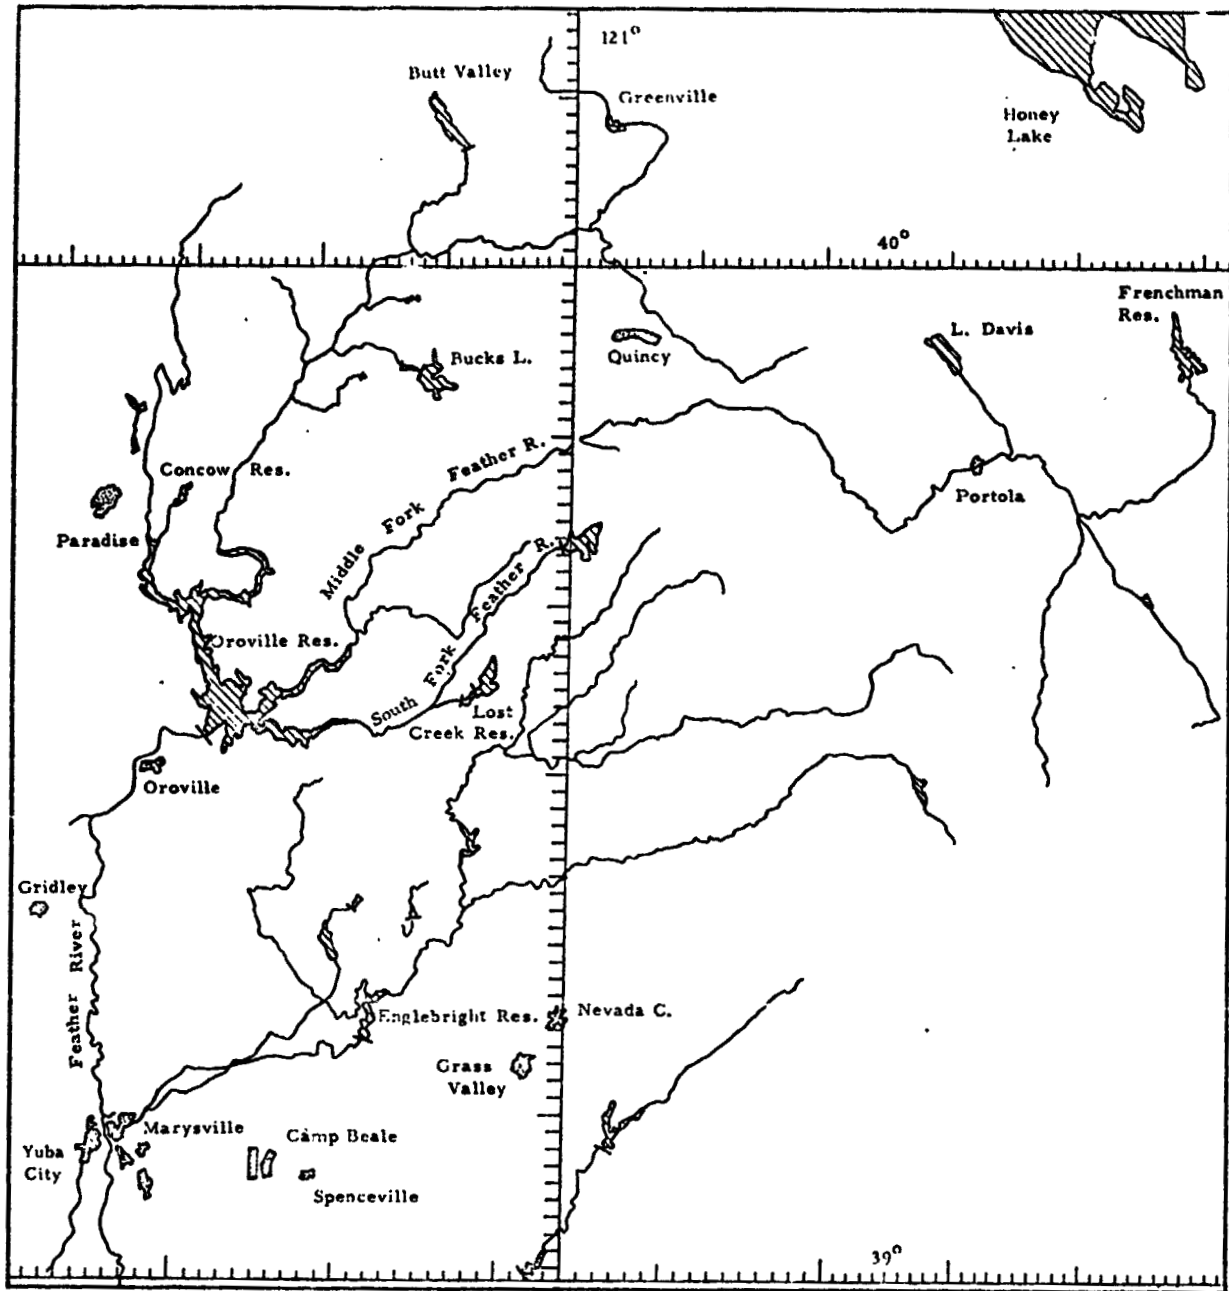 121°
Butt Valley
Greenville
Honey
Lake
40°
Frenchman
Res.
L. Davis
Quincy
Bucks L.
Middle Fork Feather R.
Concow Res.
Portola
Paradise
South Fork Feather R.
Oroville Res.
Lost
Creek Res.
Oroville
Gridley
Feather River
Englebright Res.
Nevada C.
Grass
Valley
Marysville
Camp Beale
Yuba
City
Spenceville
39°